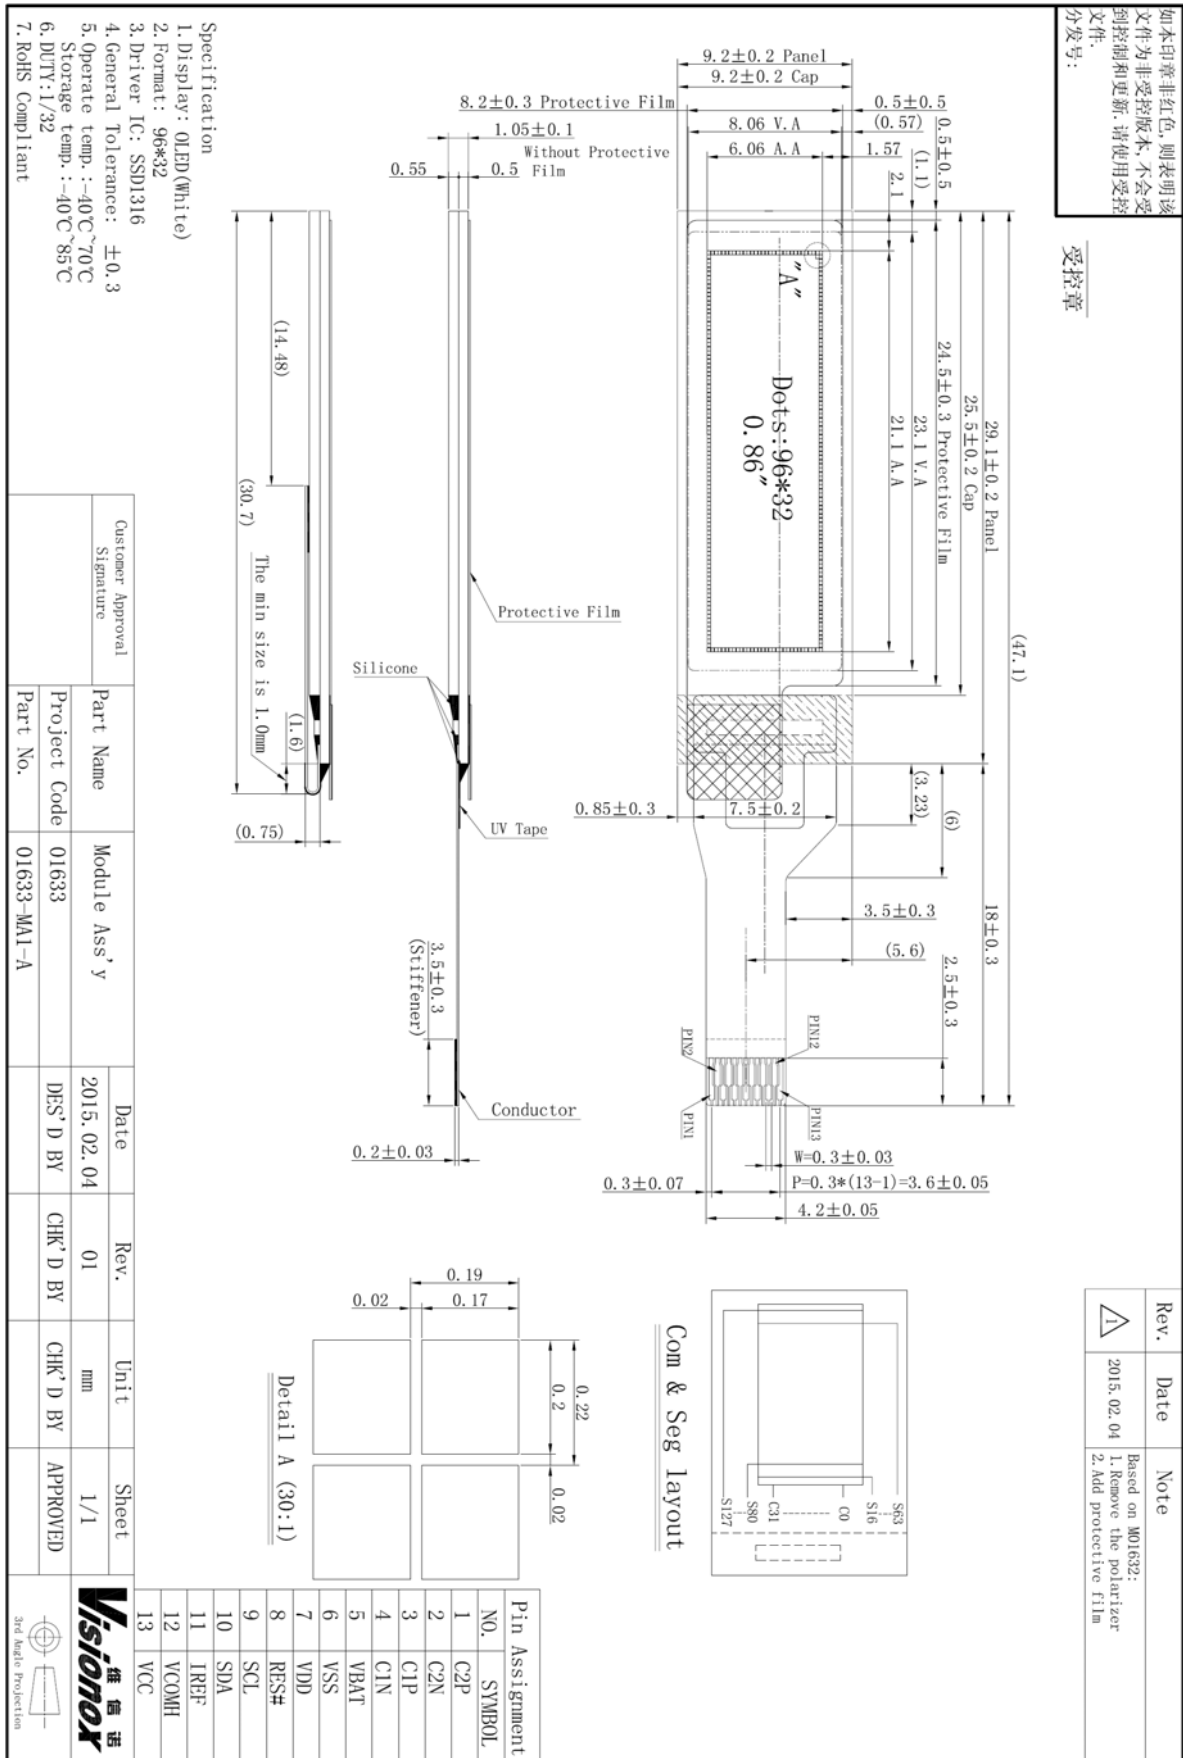 如本印章非红色,则表明该
文件为非受控版本,不会受
到控制和更新.请使用受控
文件.
分发号:
受控章
Rev. Date Note
1 2015.02.04 Based on M01632:
1. Remove the polarizer
2. Add protective film
(47.1)
29.1±0.2 Panel
18±0.3
25.5±0.2 Cap
24.5±0.3 Protective Film
23.1 V.A
21.1 A.A
0.5±0.5
(1.1)
2.1
(6)
(3.23)
2.5±0.3
9.2±0.2 Panel
9.2±0.2 Cap
8.2±0.3 Protective Film
8.06 V.A
6.06 A.A
0.5±0.5
(0.57)
1.57
"A"
Dots:96*32
0.86"
0.85±0.3
7.5±0.2
3.5±0.3
(5.6)
PIN12
PIN2
PIN13
PIN1
W=0.3±0.03
P=0.3*(13-1)=3.6±0.05
0.3±0.07
4.2±0.05
1.05±0.1
Without Protective
Film
0.55
0.5
Protective Film
Silicone
UV Tape
3.5±0.3
(Stiffener)
Conductor
0.2±0.03
(14.48)
(30.7)
The min size is 1.0mm
(1.6)
(0.75)
S63
S16
C0
C31
S80
S127
Com & Seg layout
0.22
0.2
0.02
0.19
0.17
0.02
Detail A (30:1)
Specification
1. Display: OLED(White)
2. Format: 96*32
3. Driver IC: SSD1316
4. General Tolerance: ±0.3
5. Operate temp.:-40℃~70℃
Storage temp.:-40℃~85℃
6. DUTY:1/32
7. RoHS Compliant
Pin Assignment
NO. SYMBOL
1 C2P
2 C2N
3 C1P
4 C1N
5 VBAT
6 VSS
7 VDD
8 RES#
9 SCL
10 SDA
11 IREF
12 VCOMH
13 VCC
Customer Approval
Signature
Part Name Module Ass'y
Project Code 01633
Part No. 01633-MA1-A
Date Rev. Unit Sheet
2015.02.04 01 mm 1/1
DES'D BY CHK'D BY CHK'D BY APPROVED
维信诺
Visionox
3rd Angle Projection